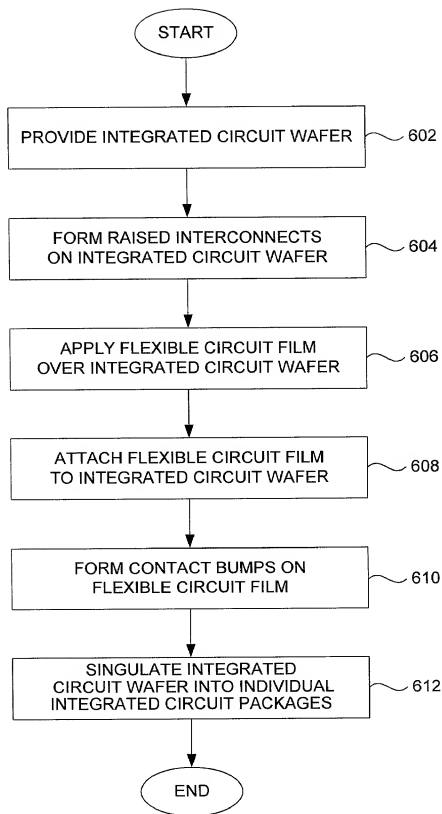 START
PROVIDE INTEGRATED CIRCUIT WAFER
602
FORM RAISED INTERCONNECTS
ON INTEGRATED CIRCUIT WAFER
604
APPLY FLEXIBLE CIRCUIT FILM
OVER INTEGRATED CIRCUIT WAFER
606
ATTACH FLEXIBLE CIRCUIT FILM
TO INTEGRATED CIRCUIT WAFER
608
FORM CONTACT BUMPS ON
FLEXIBLE CIRCUIT FILM
610
SINGULATE INTEGRATED
CIRCUIT WAFER INTO INDIVIDUAL
INTEGRATED CIRCUIT PACKAGES
612
END